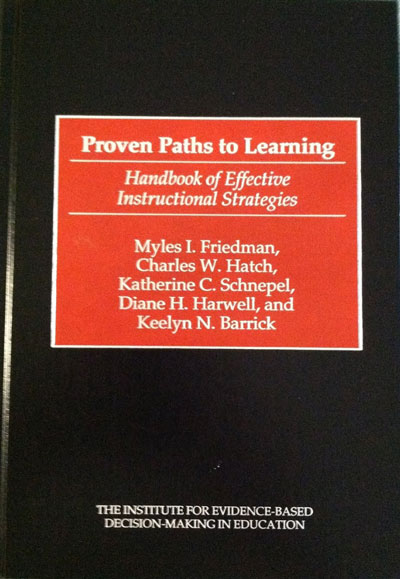 Proven Paths to Learning
Handbook of Effective
Instructional Strategies
Myles I. Friedman,
Charles W. Hatch,
Katherine C. Schnepel,
Diane H. Harwell, and
Keelyn N. Barrick
THE INSTITUTE FOR EVIDENCE-BASED
DECISION-MAKING IN EDUCATION